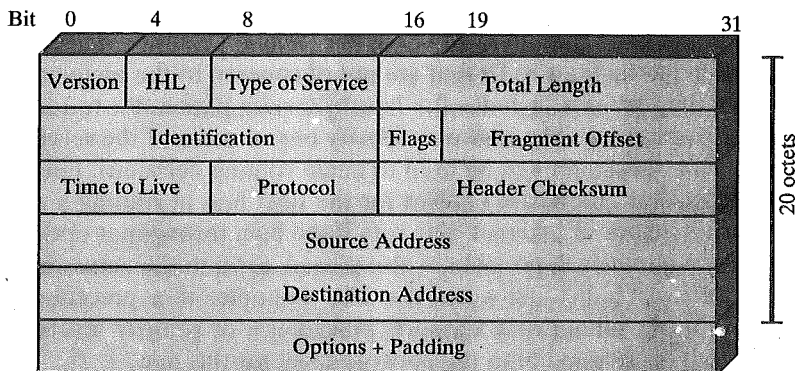 Bit 0 4 8 16 19 31
Version IHL Type of Service Total Length
Identification Flags Fragment Offset
Time to Live Protocol Header Checksum
Source Address
Destination Address
Options + Padding
20 octets